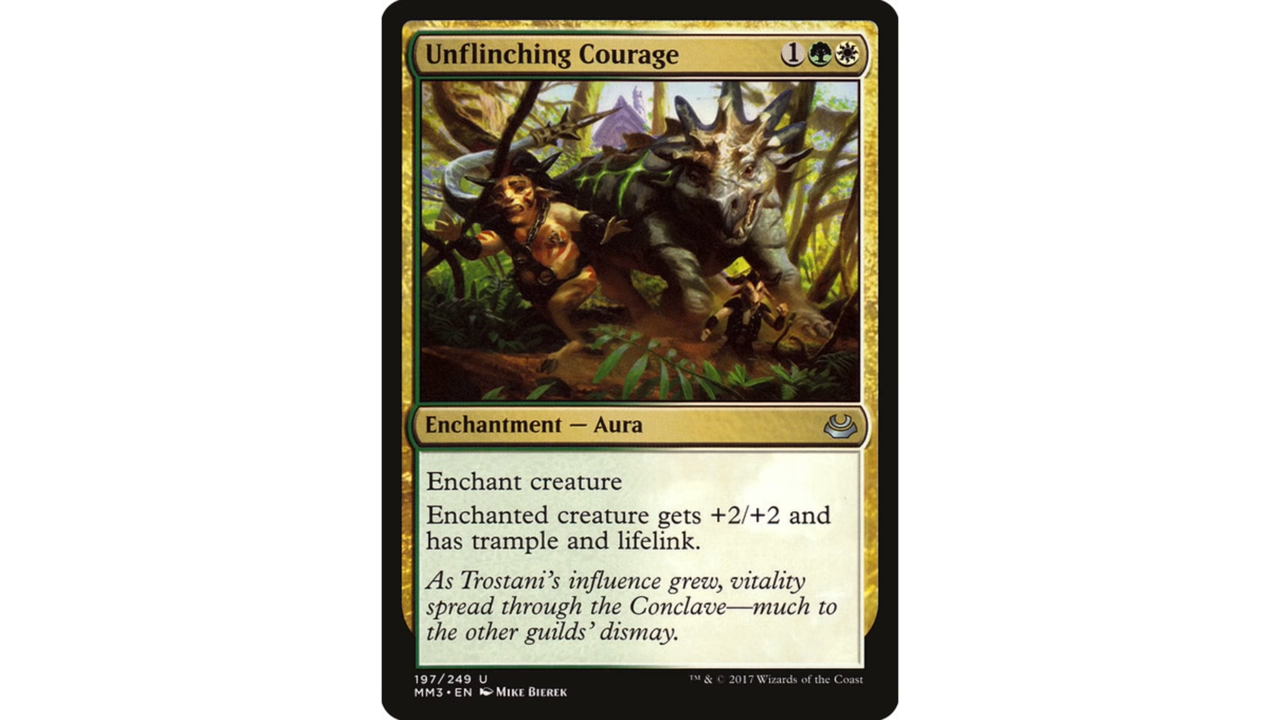 Unflinching Courage 1
Enchantment — Aura
Enchant creature
Enchanted creature gets +2/+2 and
has trample and lifelink.
As Trostani's influence grew, vitality
spread through the Conclave—much to
the other guilds' dismay.
197/249 U ™ & © 2017 Wizards of the Coast
MM3 • EN Mike Bierek